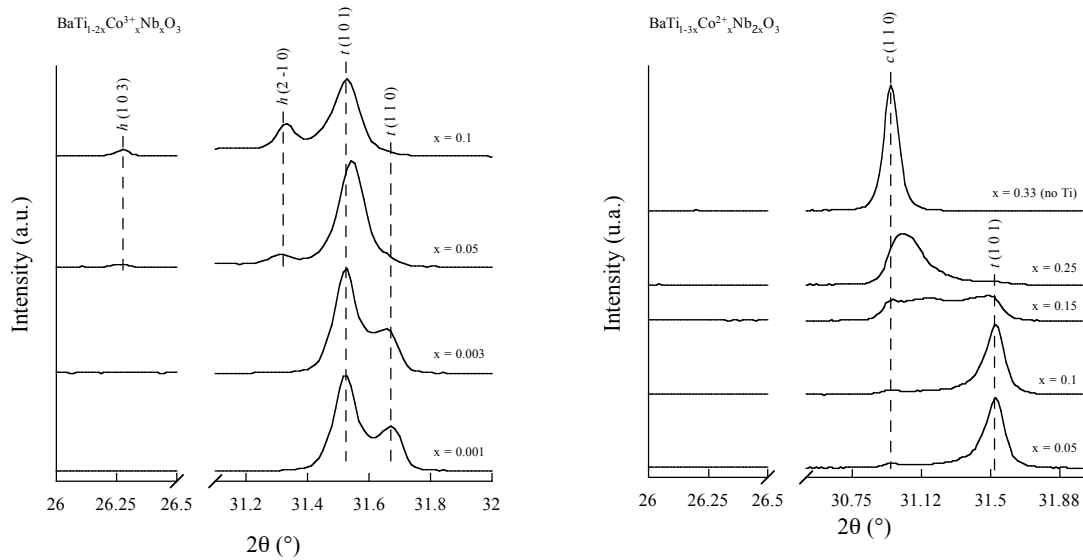 BaTi1-2xCo3+xNbxO3
h (1 0 3)
h (2 -1 0)
t (1 0 1)
t (1 1 0)
x = 0.1
x = 0.05
x = 0.003
x = 0.001
Intensity (a.u.)
26 26.25 26.5 31.2 31.4 31.6 31.8 32
2θ (°)
BaTi1-3xCo2+xNb2xO3
c (1 1 0)
t (1 0 1)
x = 0.33 (no Ti)
x = 0.25
x = 0.15
x = 0.1
x = 0.05
Intensity (u.a.)
26 26.25 26.5 30.75 31.12 31.5 31.88
2θ (°)